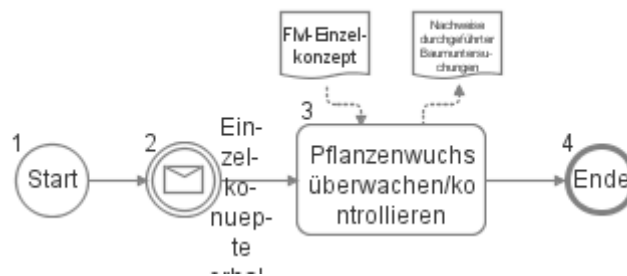 FM-Einzel-
konzept
Nachweise
durchgeführter
Baumuntersu-
chungen
1
Start
2
Ein-
zel-
ko-
nuep-
te
3
Pflanzenwuchs
überwachen/ko
ntrollieren
4
Ende